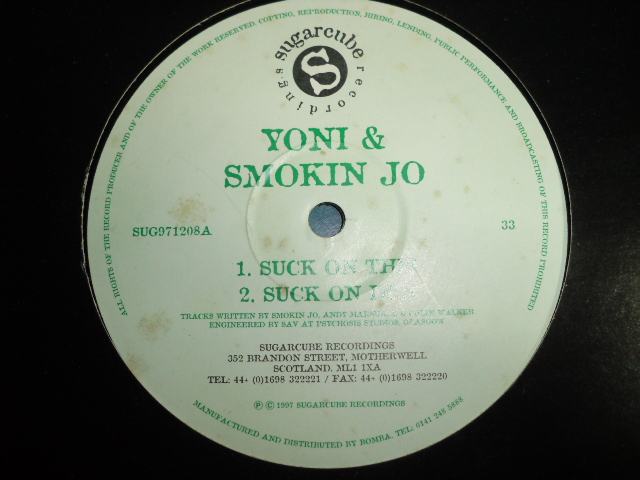 ALL RIGHTS OF THE RECORD PRODUCER AND OF THE OWNER OF THE WORK RESERVED. COPYING, REPRODUCTION, HIRING, LENDING, PUBLIC PERFORMANCE AND BROADCASTING OF THIS RECORD PROHIBITED
sugarcube recordings
S
YONI &
SMOKIN JO
SUG971208A
33
1. SUCK ON
2. SUCK ON
TRACKS WRITTEN BY SMOKIN JO, ANDY WALKER
ENGINEERED BY SAV AT PSYCHOSIS STUDIOS, GLASGOW
SUGARCUBE RECORDINGS
352 BRANDON STREET, MOTHERWELL
SCOTLAND, ML1 1XA
TEL: 44+ (0)1698 322221 / FAX: 44+ (0)1698 322220
℗ © 1997 SUGARCUBE RECORDINGS
MANUFACTURED AND DISTRIBUTED BY BOMBA. TEL: 0141 248 5888